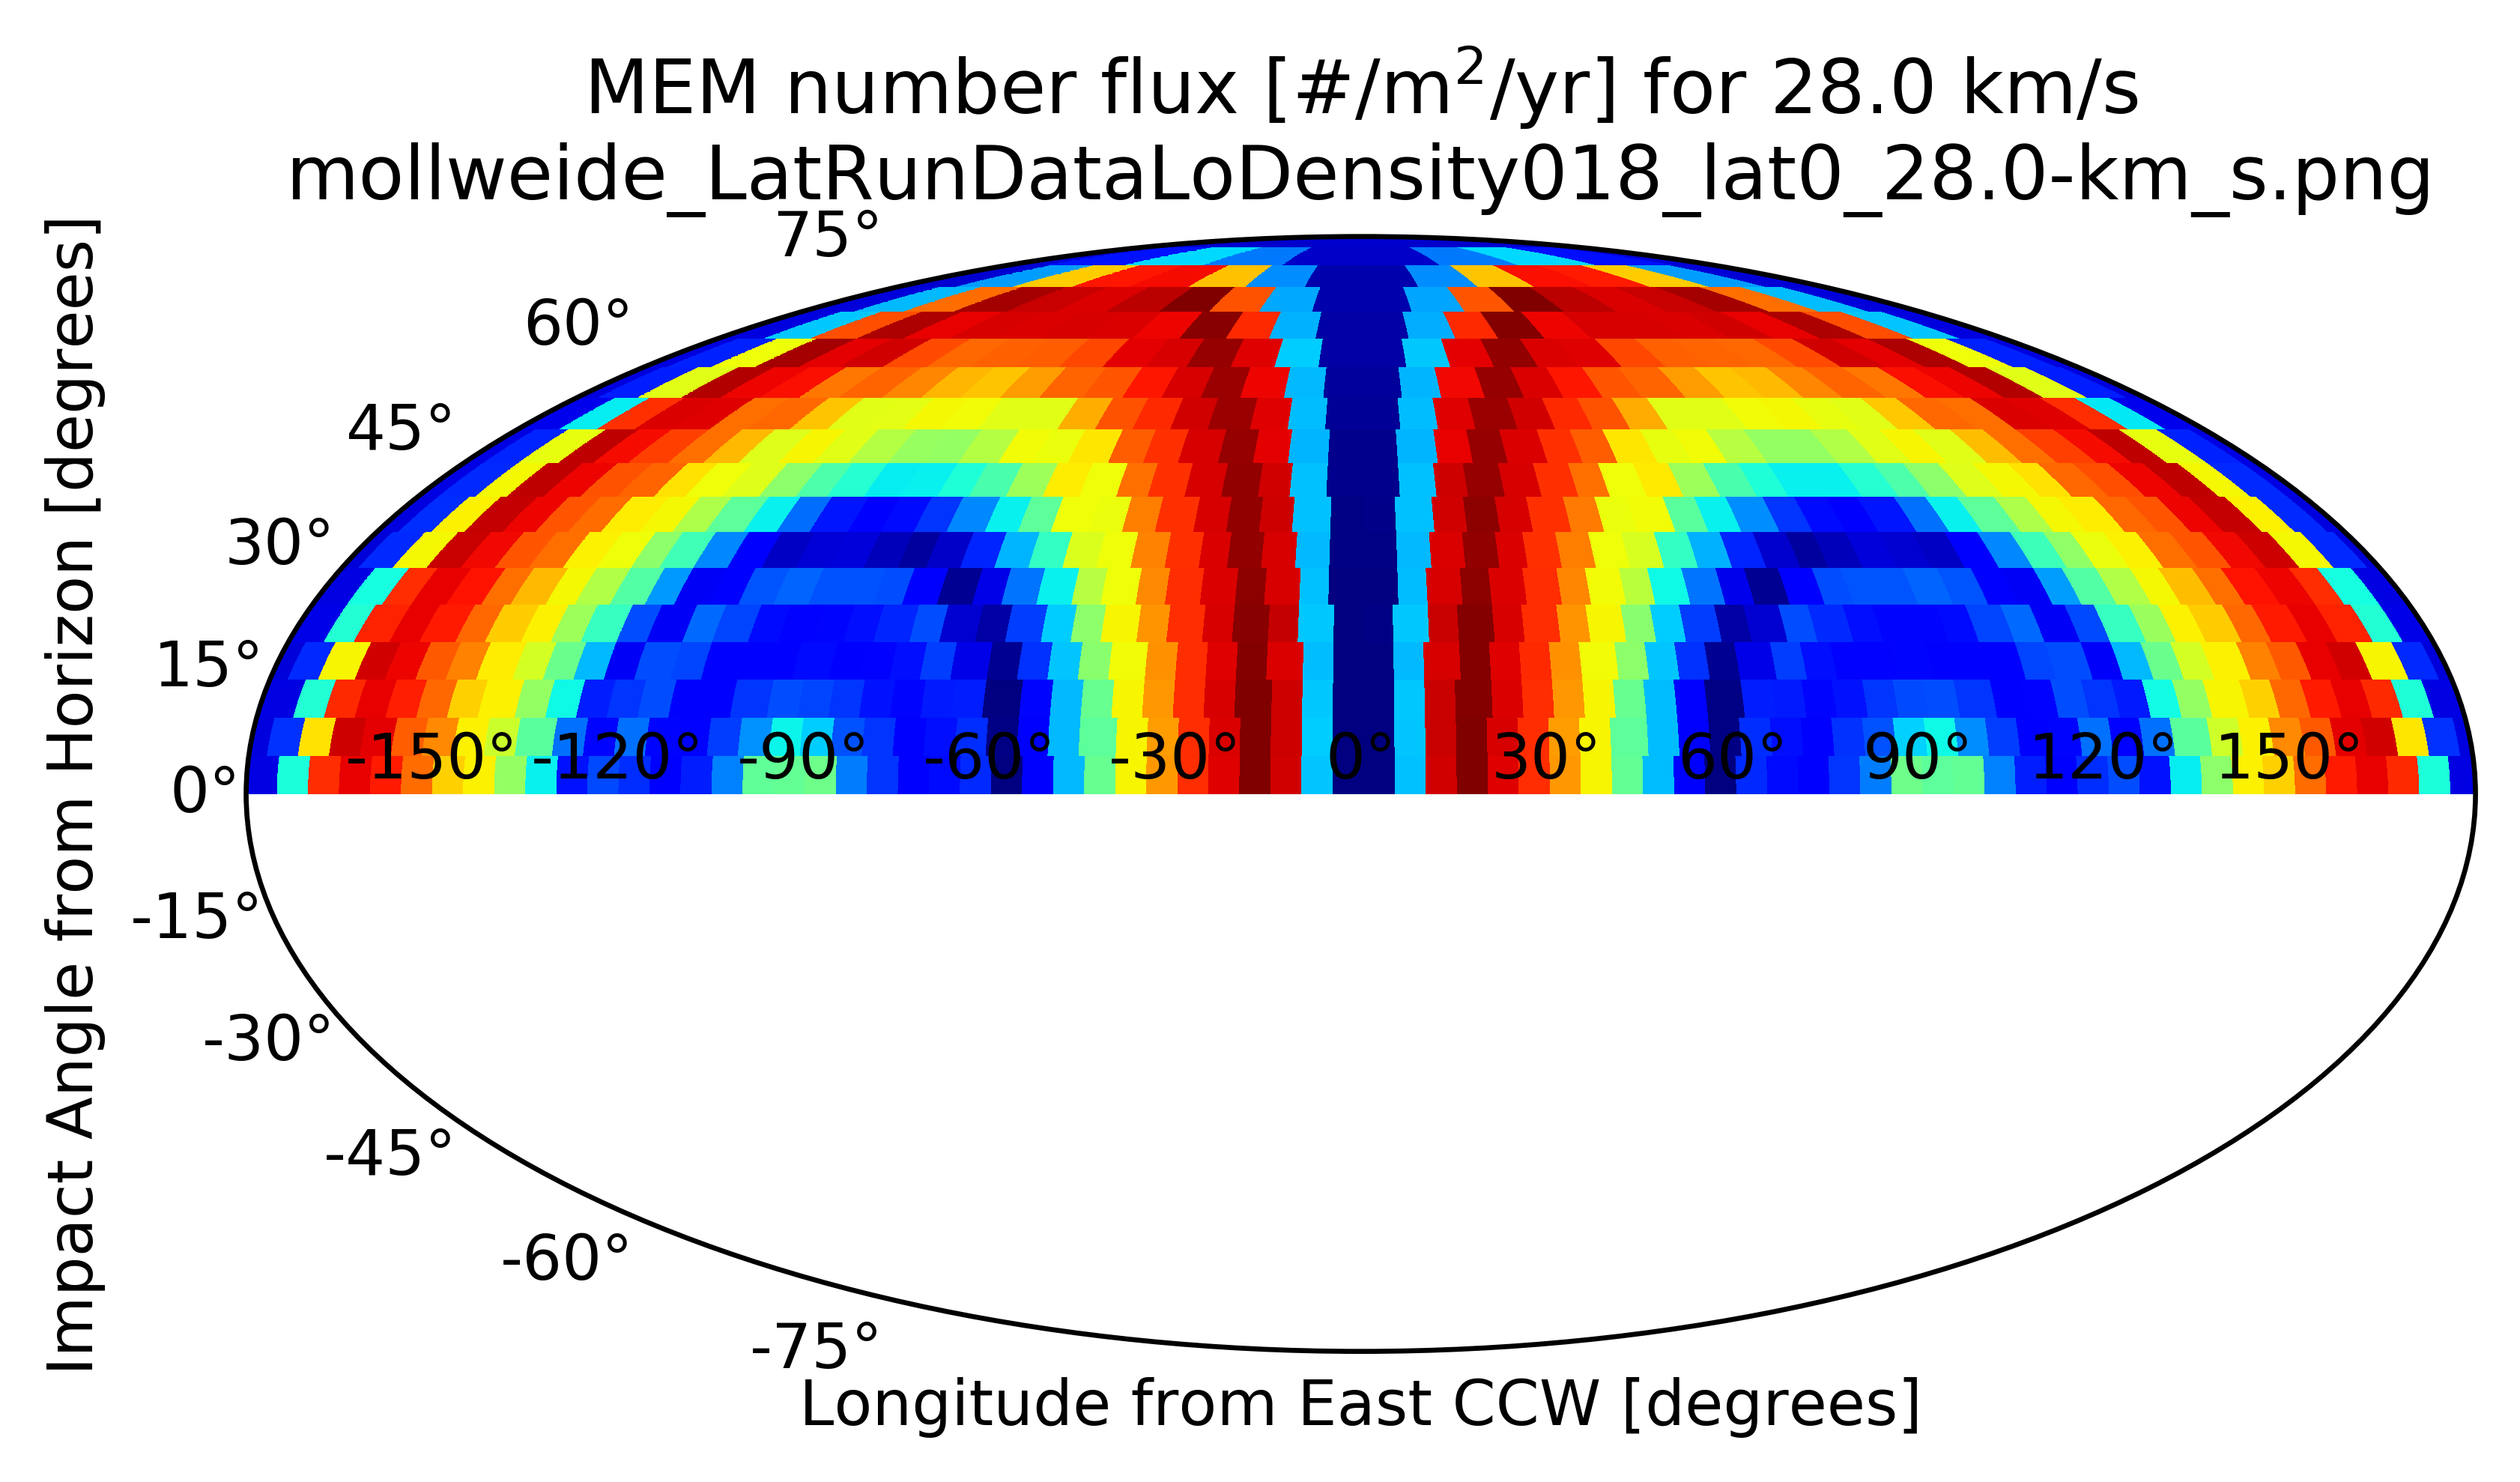 MEM number flux [#/m²/yr] for 28.0 km/s
mollweide_LatRunDataLoDensity018_lat0_28.0-km_s.png
Impact Angle from Horizon [degrees]
75°
60°
45°
30°
15°
0°
-15°
-30°
-45°
-60°
-75°
-150° -120° -90° -60° -30° 0° 30° 60° 90° 120° 150°
Longitude from East CCW [degrees]